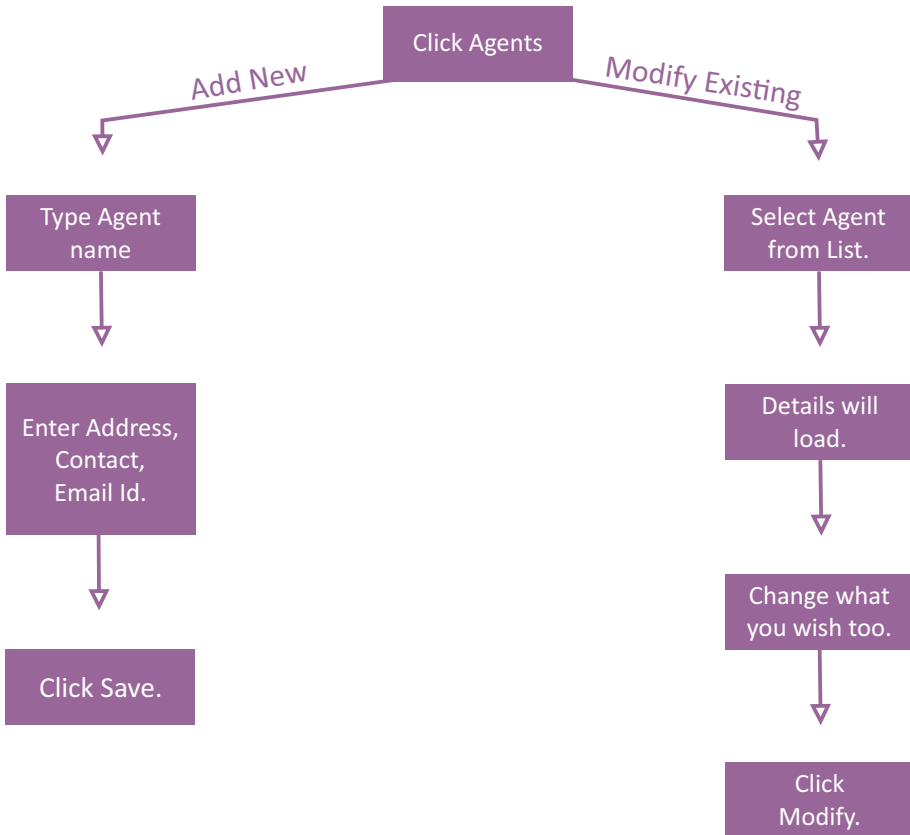 Click Agents
Add New
Modify Existing
Type Agent
name
Enter Address,
Contact,
Email Id.
Click Save.
Select Agent
from List.
Details will
load.
Change what
you wish too.
Click
Modify.